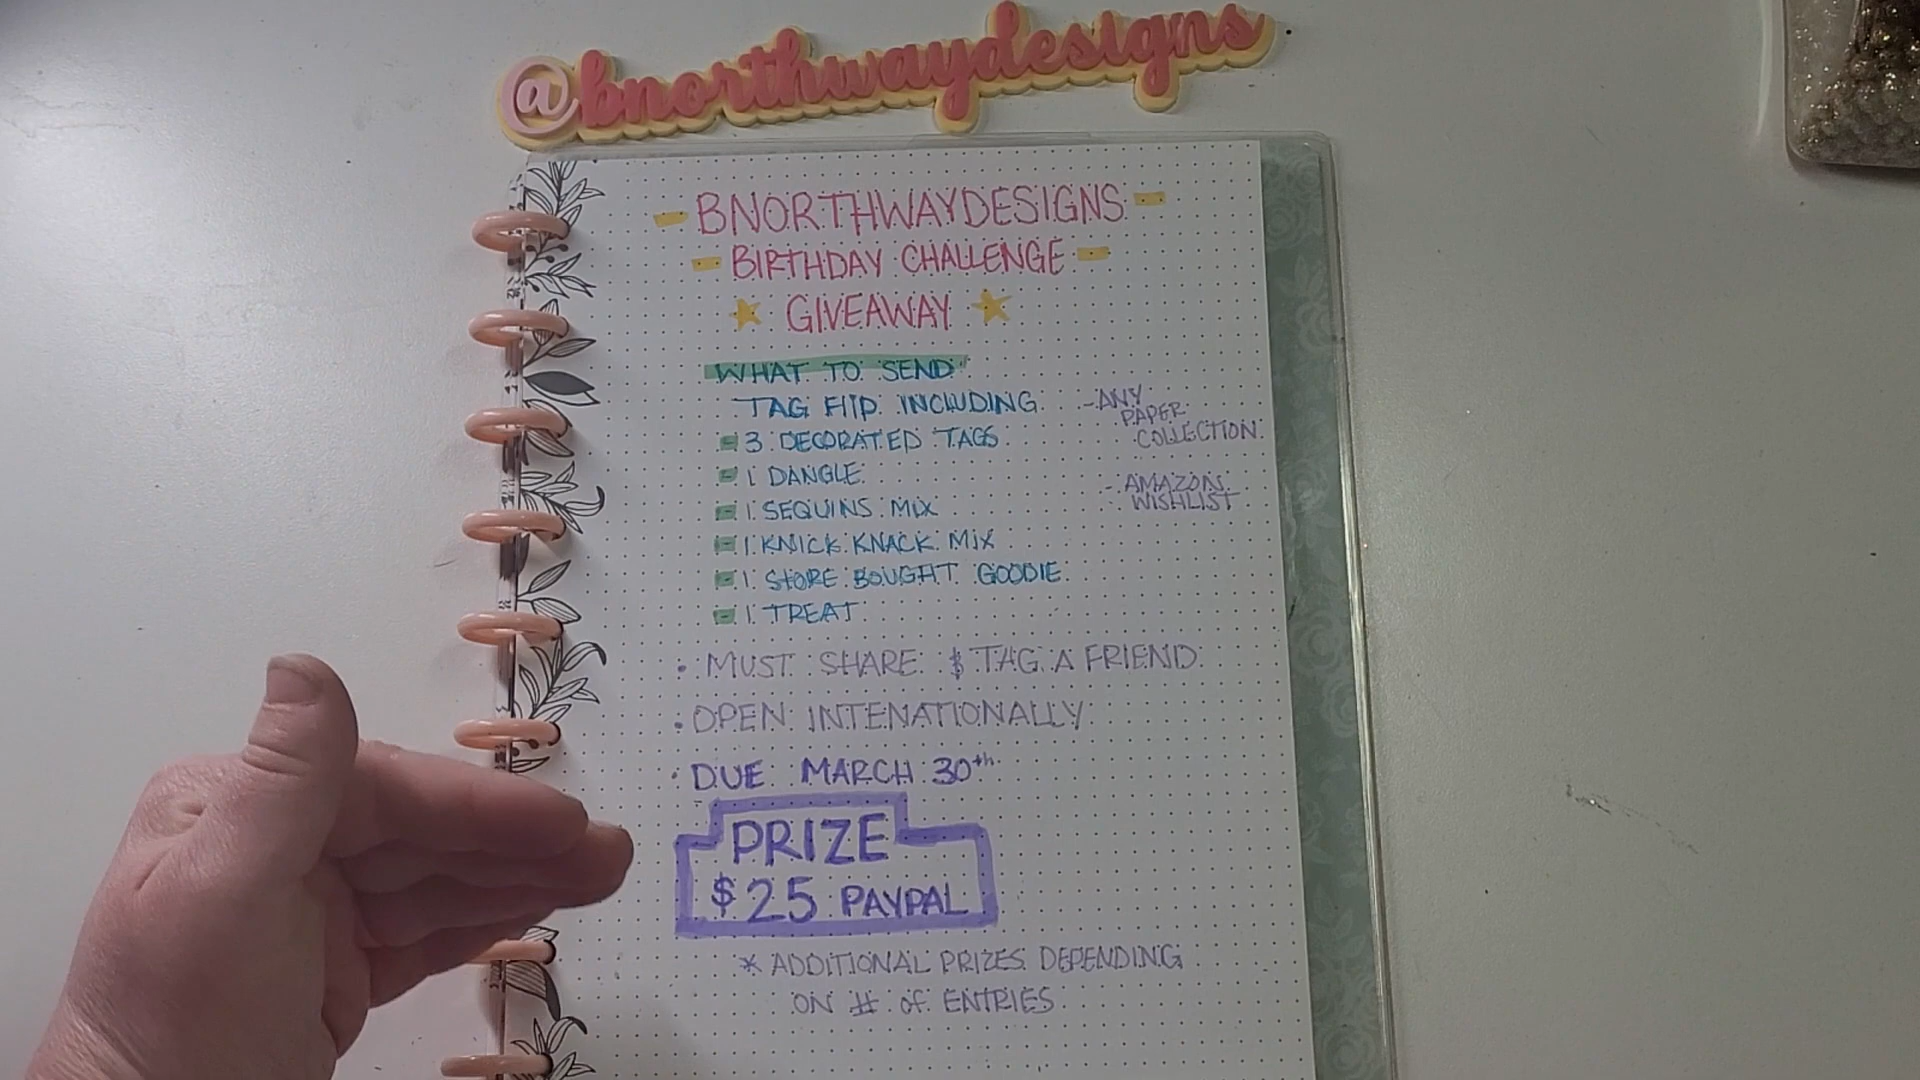 @bnorthwaydesigns
- BNORTHWAYDESIGNS -
- BIRTHDAY CHALLENGE -
GIVEAWAY
WHAT TO SEND
TAG FLIP INCLUDING
- 3 DECORATED TAGS
- 1 DANGLE
- 1 SEQUINS MIX
- 1 KNICK KNACK MIX
- 1 STORE BOUGHT GOODIE
- 1 TREAT
- ANY
PAPER
COLLECTION
- AMAZON
WISHLIST
• MUST SHARE & TAG A FRIEND
• OPEN INTENATIONALLY
• DUE MARCH 30th
PRIZE
$25 PAYPAL
* ADDITIONAL PRIZES DEPENDING
ON # OF ENTRIES